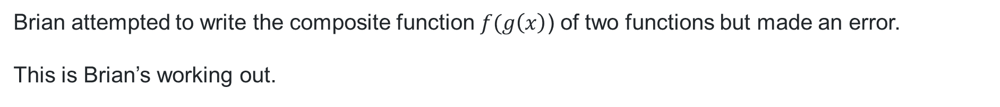 Brian attempted to write the composite function f(g(x)) of two functions but made an error.
This is Brian’s working out.